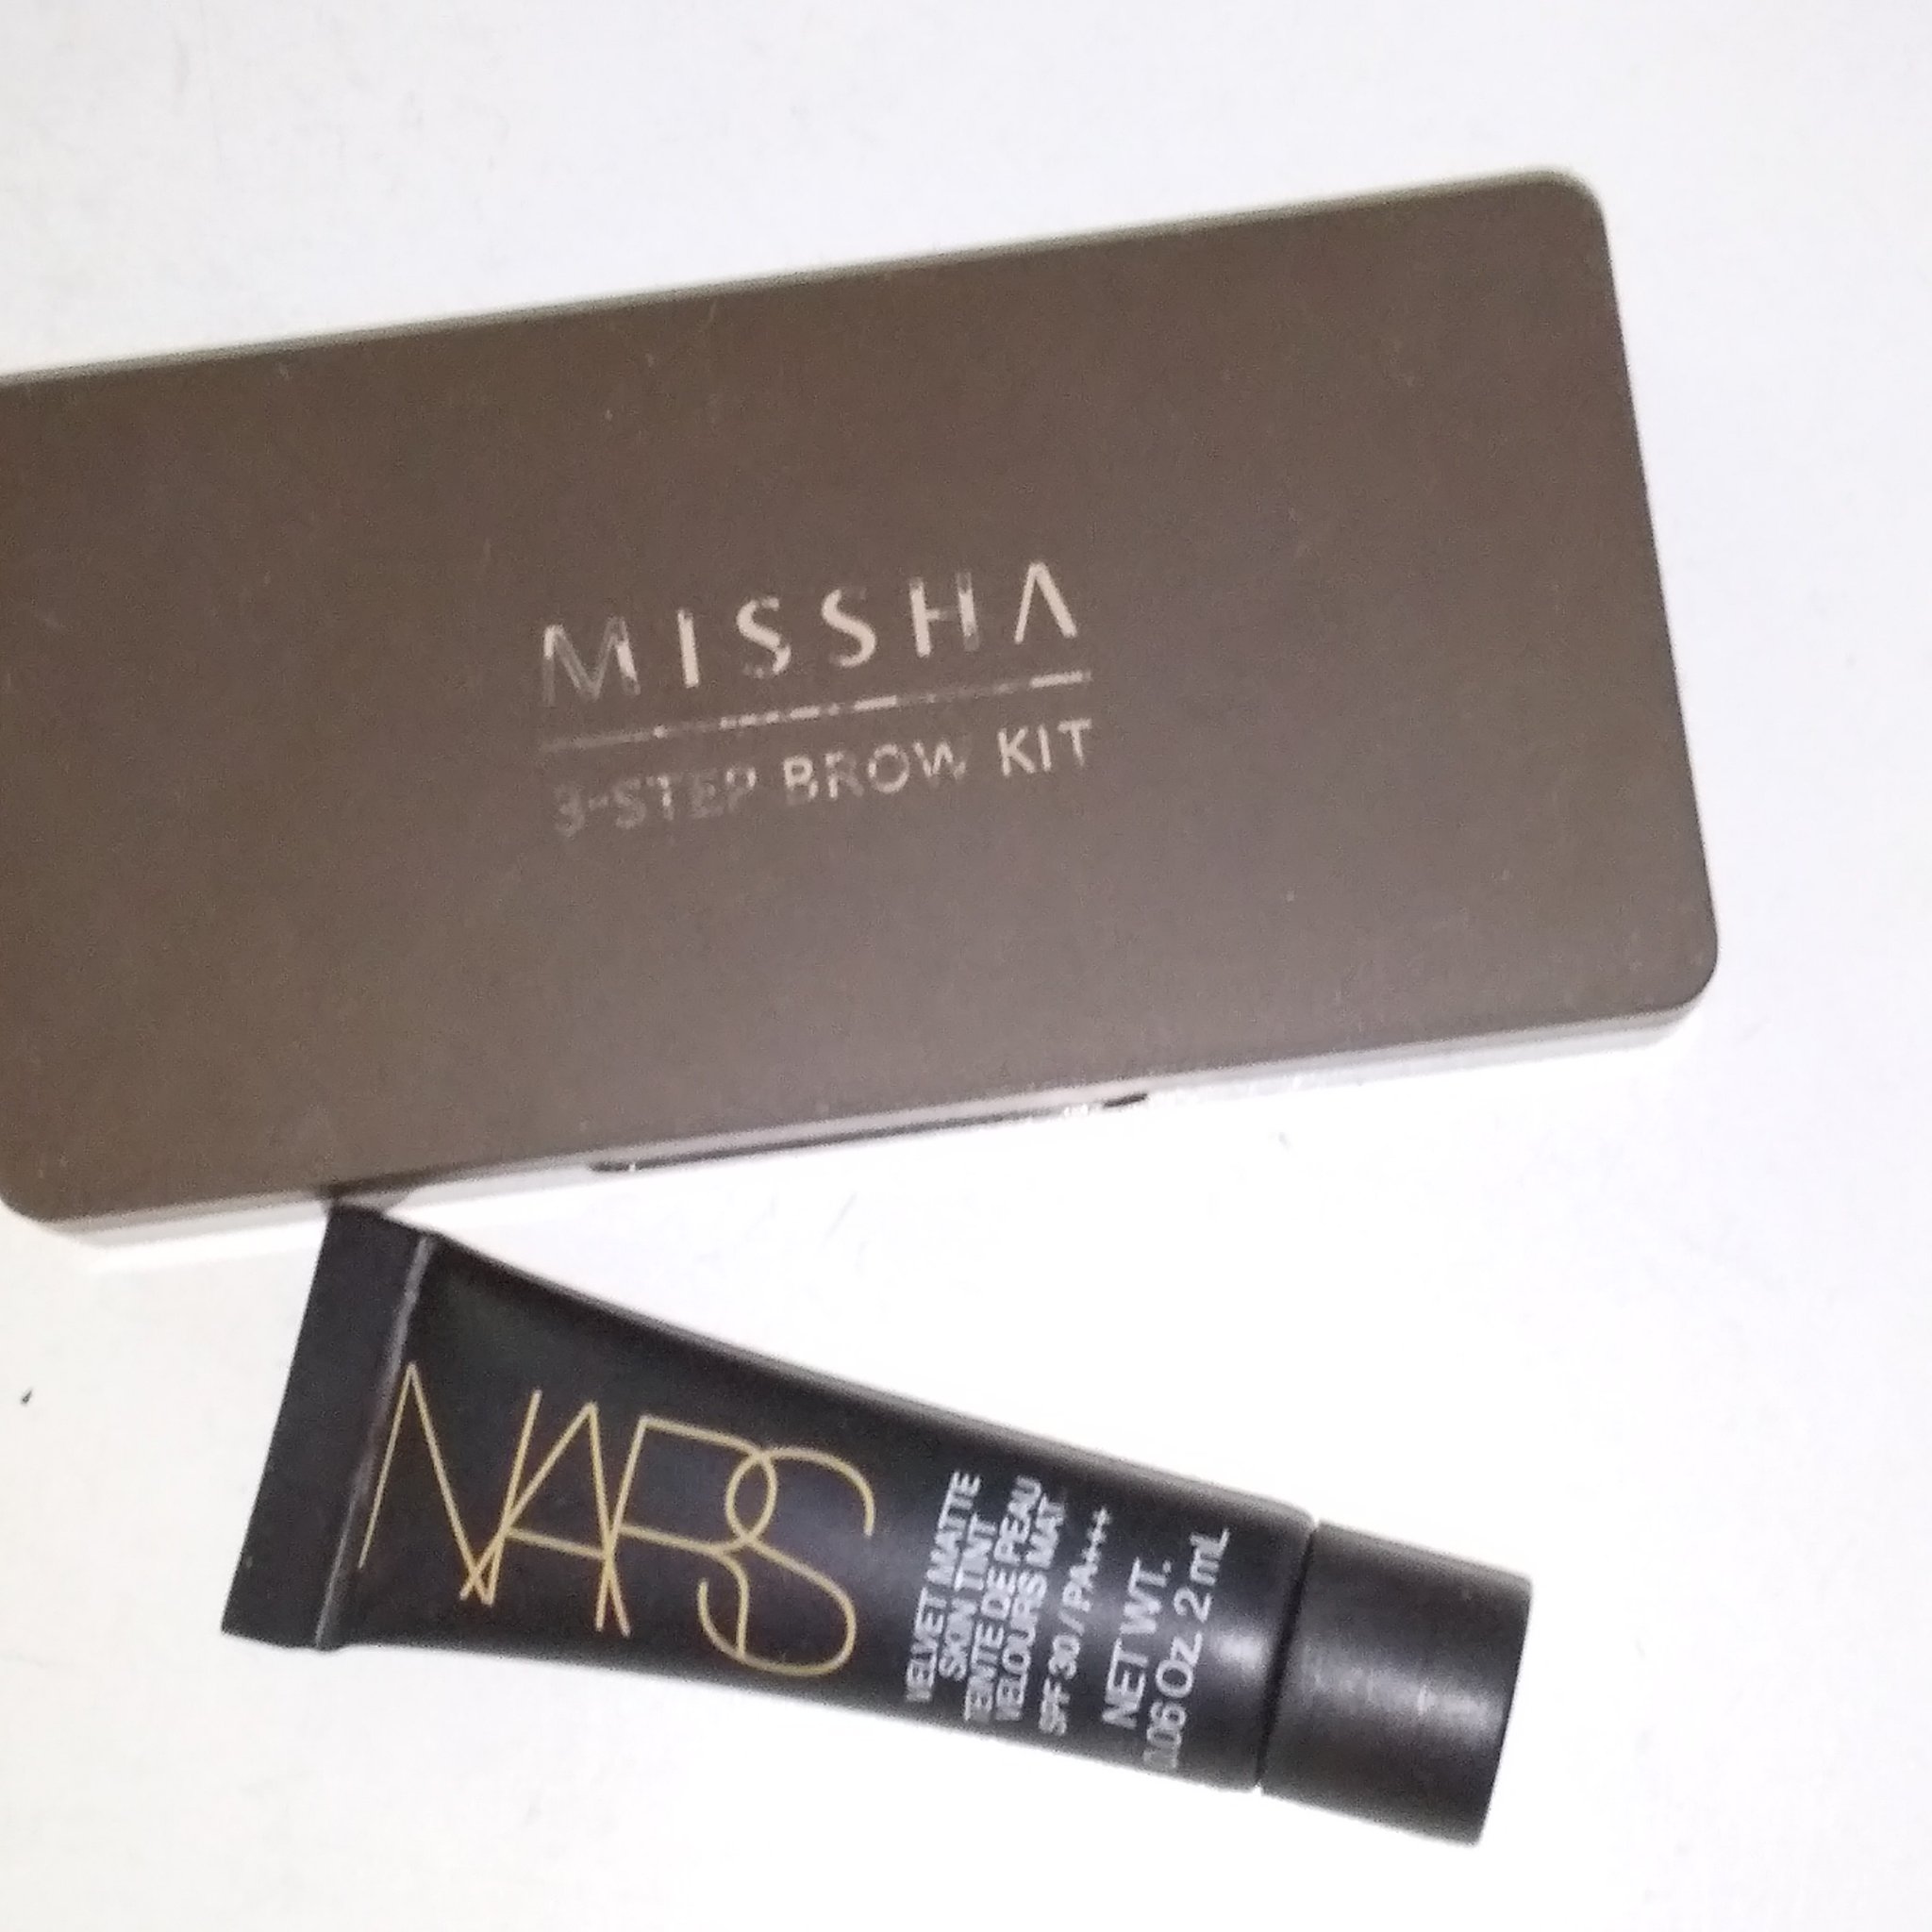 MISSHA
3-STEP BROW KIT
NARS
VELVET MATTE
SKIN TINT
TEINTE DE PEAU
VELOURS MAT
SPF 30 / PA+++
NET WT.
0.06 Oz. 2 mL